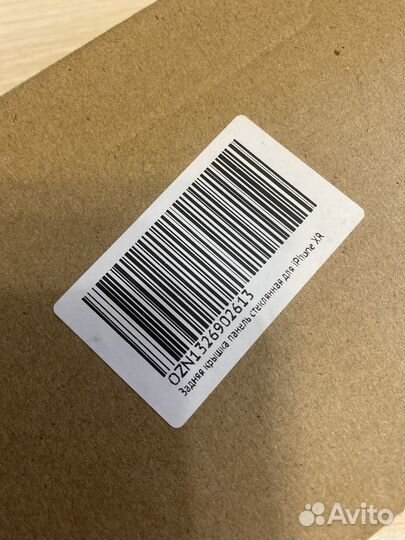 OZN1326902613
Задняя крышка панель стеклянная для iPhone XR
Avito